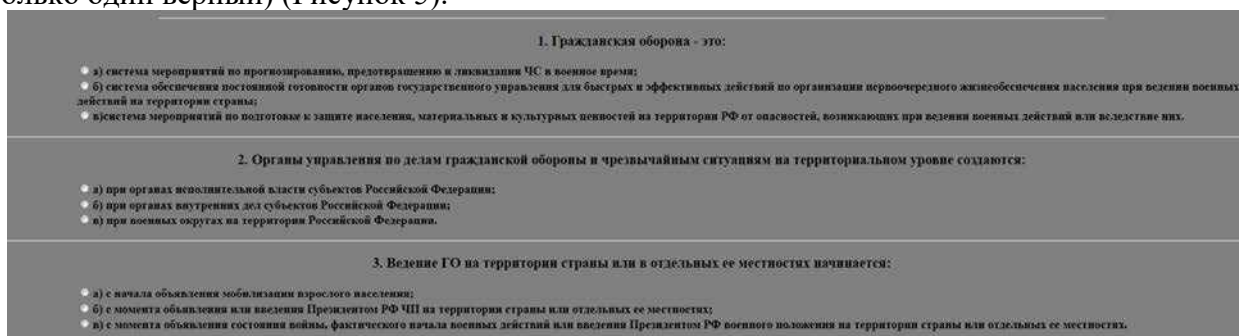 олько один верный) (Рисунок 5).
1. Гражданская оборона - это:
а) система мероприятий по прогнозированию, предотвращению и ликвидации ЧС в военное время;
б) система обеспечения постоянной готовности органов государственного управления для быстрых и эффективных действий по организации первоочередного жизнеобеспечения населения при ведении военных
действий на территории страны;
в)система мероприятий по подготовке к защите населения, материальных и культурных ценностей на территории РФ от опасностей, возникающих при ведении военных действий или вследствие них.
2. Органы управления по делам гражданской обороны и чрезвычайным ситуациям на территориальном уровне создаются:
а) при органах исполнительной власти субъектов Российской Федерации;
б) при органах внутренних дел субъектов Российской Федерации;
в) при военных округах на территории Российской Федерации.
3. Ведение ГО на территории страны или в отдельных ее местностях начинается:
а) с начала объявления мобилизации взрослого населения;
б) с момента объявления или введения Президентом РФ ЧП на территории страны или отдельных ее местностях;
в) с момента объявления состояния войны, фактического начала военных действий или введения Президентом РФ военного положения на территории страны или отдельных ее местностях.